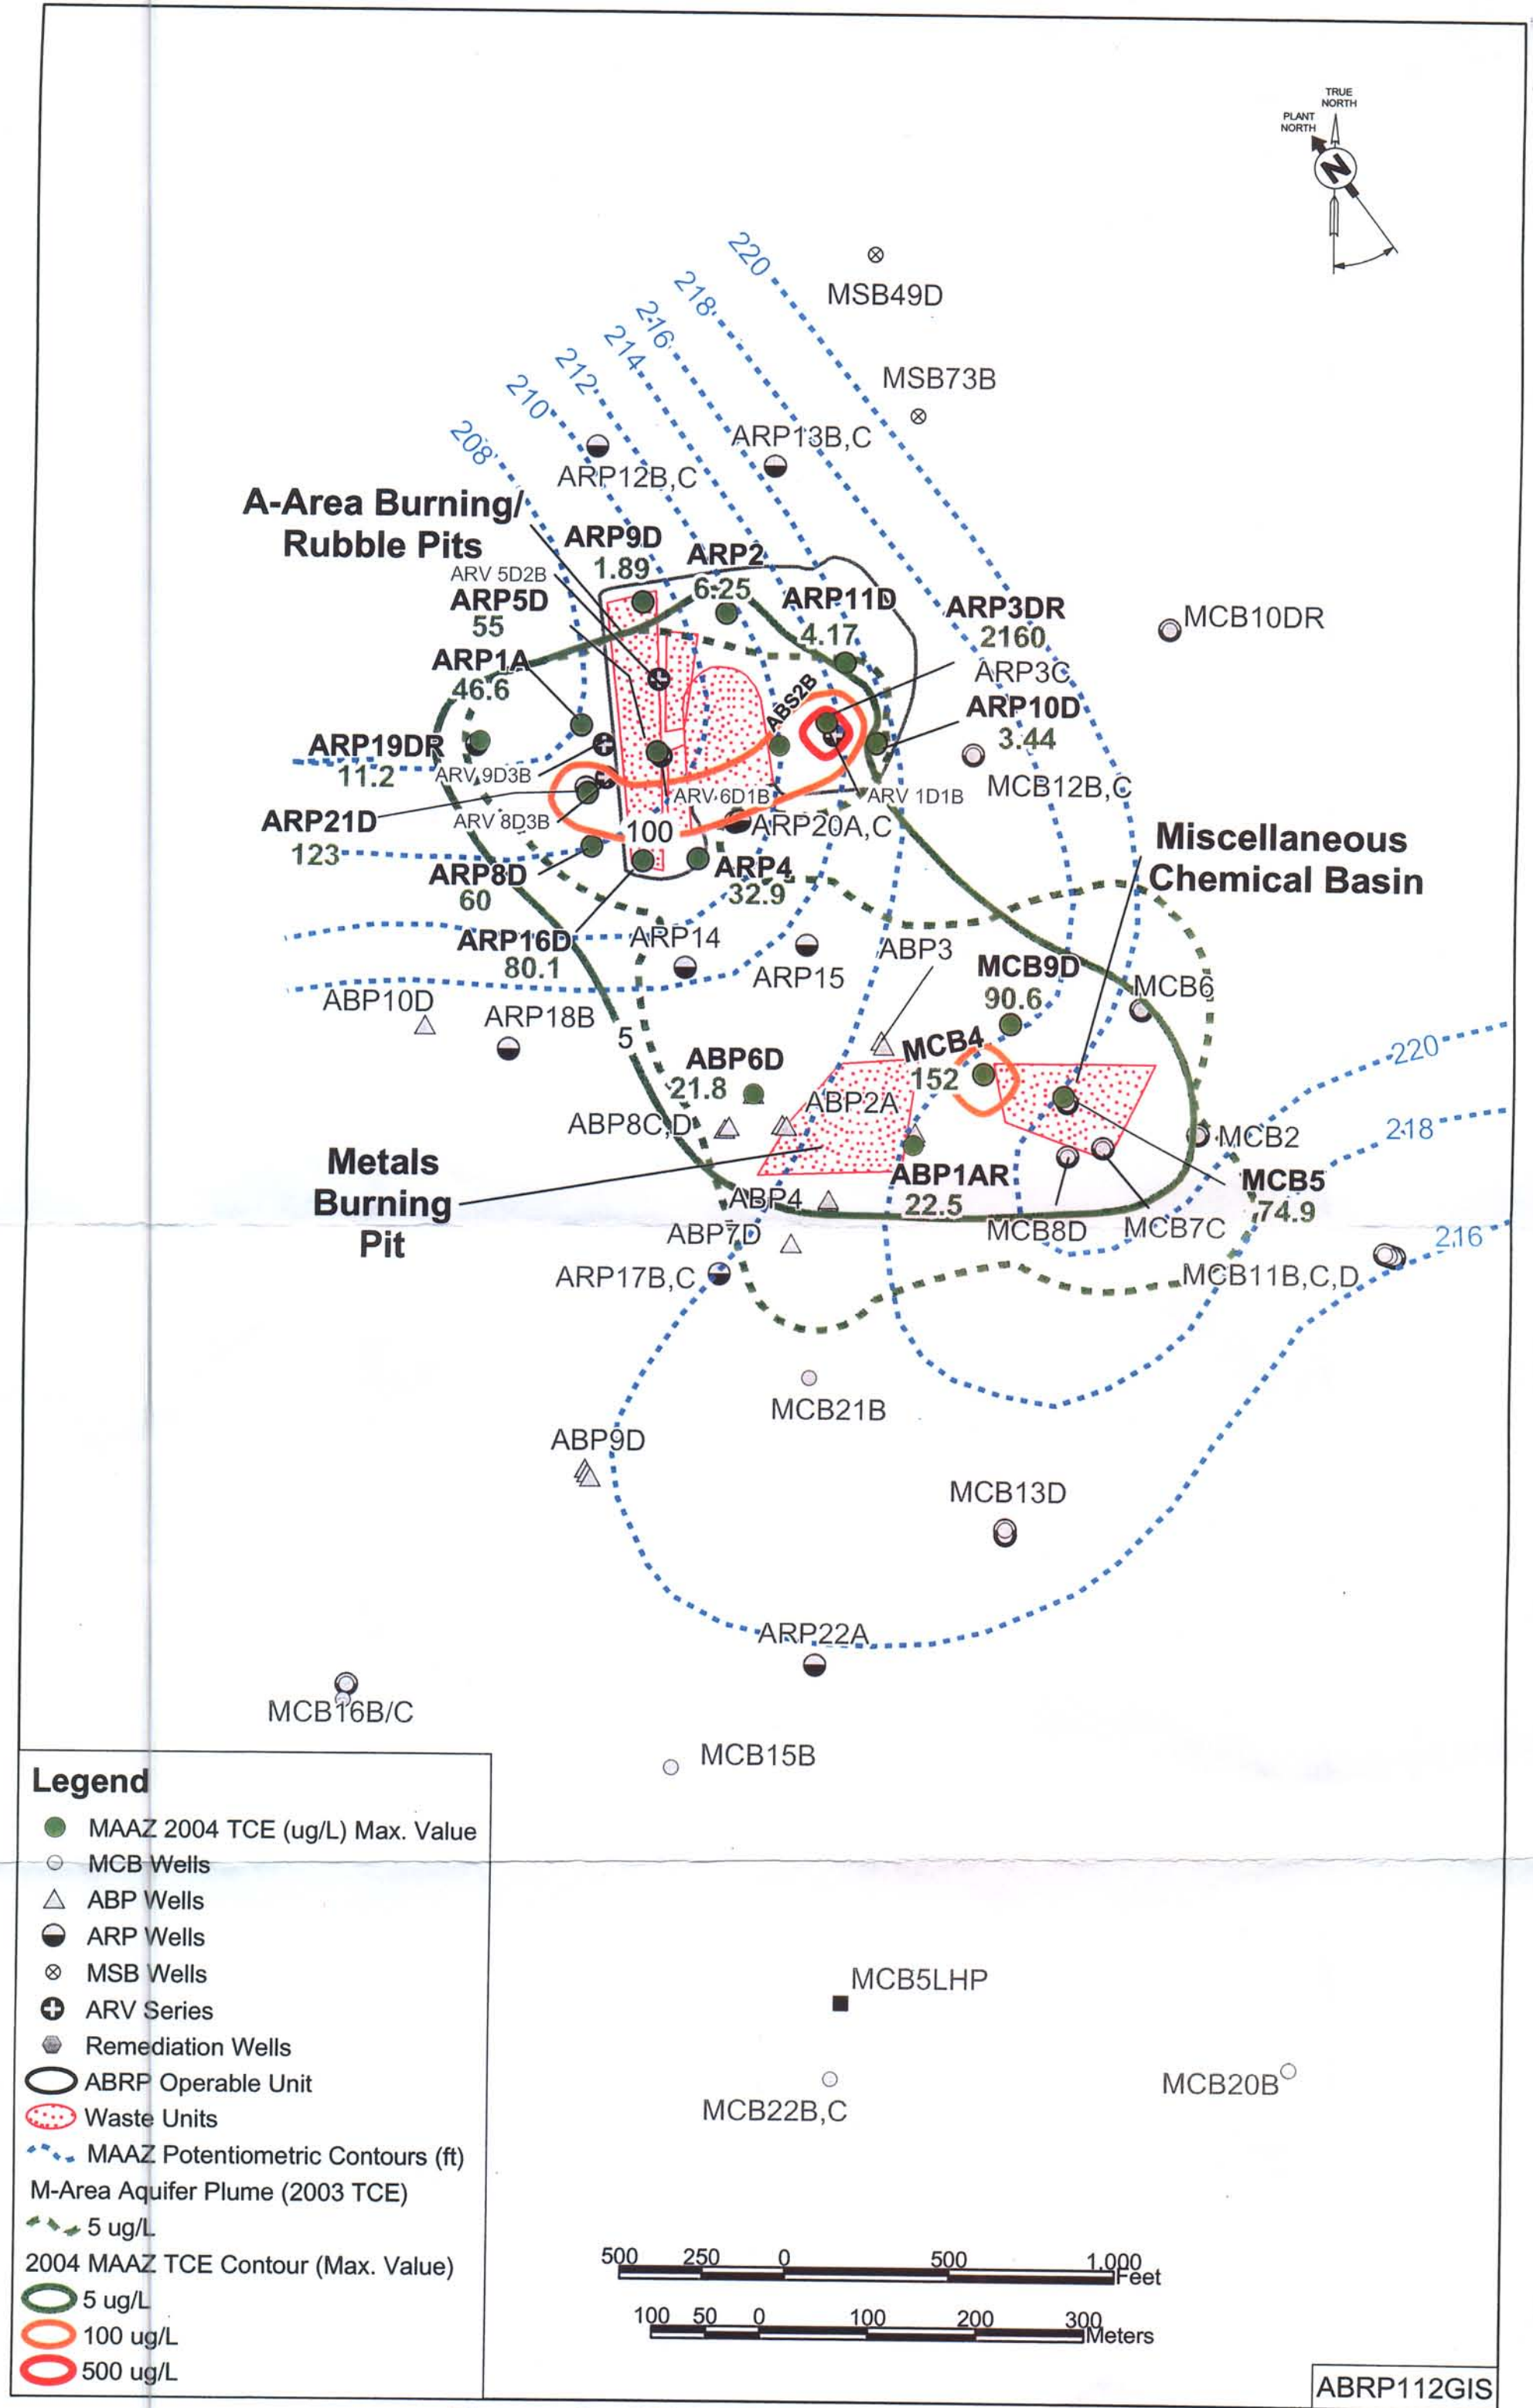 TRUE
NORTH
PLANT
NORTH
N
220
218
216
214
212
210
208
MSB49D
MSB73B
ARP13B,C
ARP12B,C
A-Area Burning/
Rubble Pits
ARP9D
1.89
ARP2
6.25
ARV 5D2B
ARP5D
55
ARP11D
4.17
ARP3DR
2160
ARP3C
MCB10DR
ARP1A
46.6
ABS2B
ARP10D
3.44
ARP19DR
11.2
ARV 9D3B
MCB12B,C
ARV 6D1B
ARV 1D1B
ARP21D
123
ARV 8D3B
100
ARP20A,C
Miscellaneous
Chemical Basin
ARP8D
60
ARP4
32.9
ARP16D
80.1
ARP14
ARP15
ABP3
MCB9D
90.6
MCB6
ABP10D
ARP18B
5
MCB4
152
220
ABP6D
21.8
ABP2A
ABP8C,D
218
MCB2
Metals
Burning
Pit
ABP1AR
22.5
MCB5
74.9
ABP4
MCB8D
MCB7C
ABP7D
216
ARP17B,C
MCB11B,C,D
MCB21B
ABP9D
MCB13D
ARP22A
MCB16B/C
MCB15B
Legend
MAAZ 2004 TCE (ug/L) Max. Value
MCB Wells
ABP Wells
ARP Wells
MSB Wells
ARV Series
Remediation Wells
ABRP Operable Unit
Waste Units
MAAZ Potentiometric Contours (ft)
M-Area Aquifer Plume (2003 TCE)
5 ug/L
2004 MAAZ TCE Contour (Max. Value)
5 ug/L
100 ug/L
500 ug/L
MCB5LHP
MCB22B,C
MCB20B
500 250 0 500 1,000
Feet
100 50 0 100 200 300
Meters
ABRP112GIS